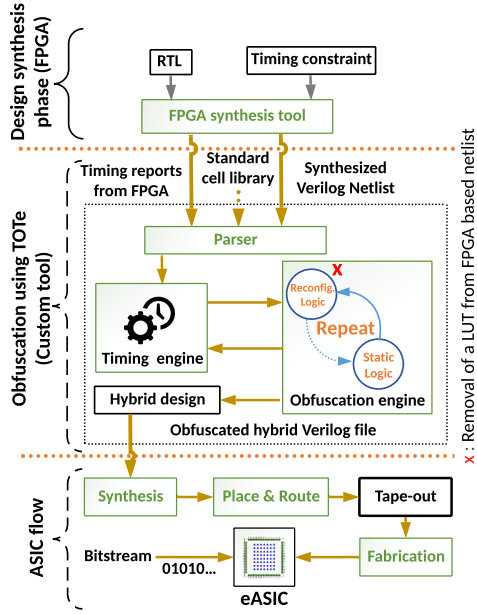 Design synthesis
phase (FPGA)
RTL
Timing constraint
FPGA synthesis tool
Timing reports
from FPGA
Standard
cell library
Synthesized
Verilog Netlist
Obfuscation using TOTe
(Custom tool)
Parser
Timing engine
x
Reconfig.
Logic
Repeat
Static
Logic
Obfuscation engine
Hybrid design
Obfuscated hybrid Verilog file
x : Removal of a LUT from FPGA based netlist
ASIC flow
Synthesis
Place & Route
Tape-out
Bitstream
01010...
Fabrication
eASIC